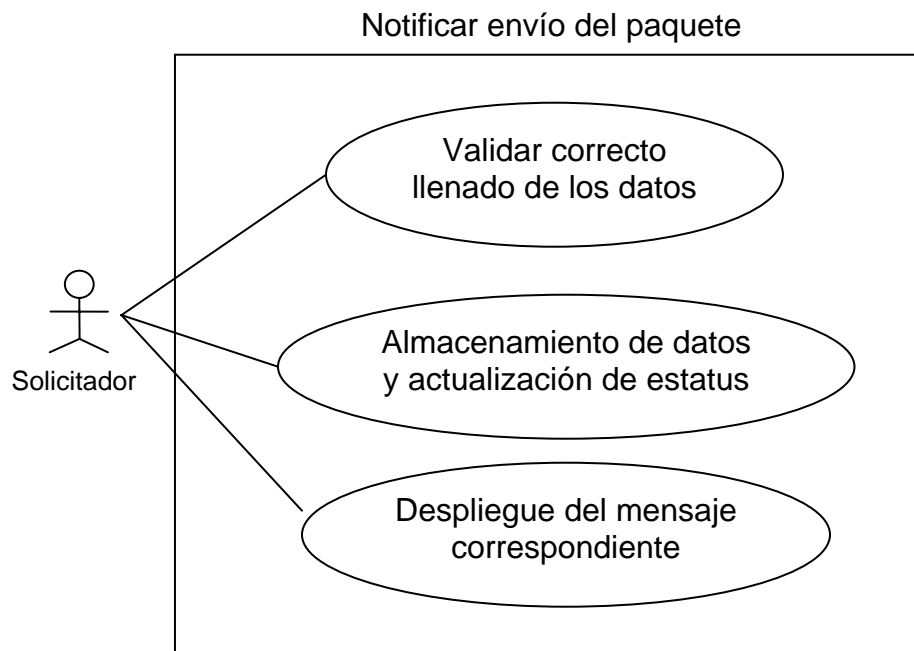 Notificar envío del paquete
Validar correcto
llenado de los datos
Almacenamiento de datos
y actualización de estatus
Solicitador
Despliegue del mensaje
correspondiente